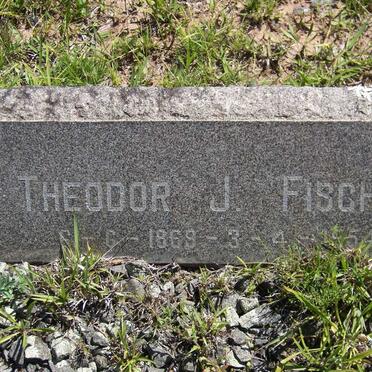 THEODOR J FISCH
6 - 1869 - 3 - 4